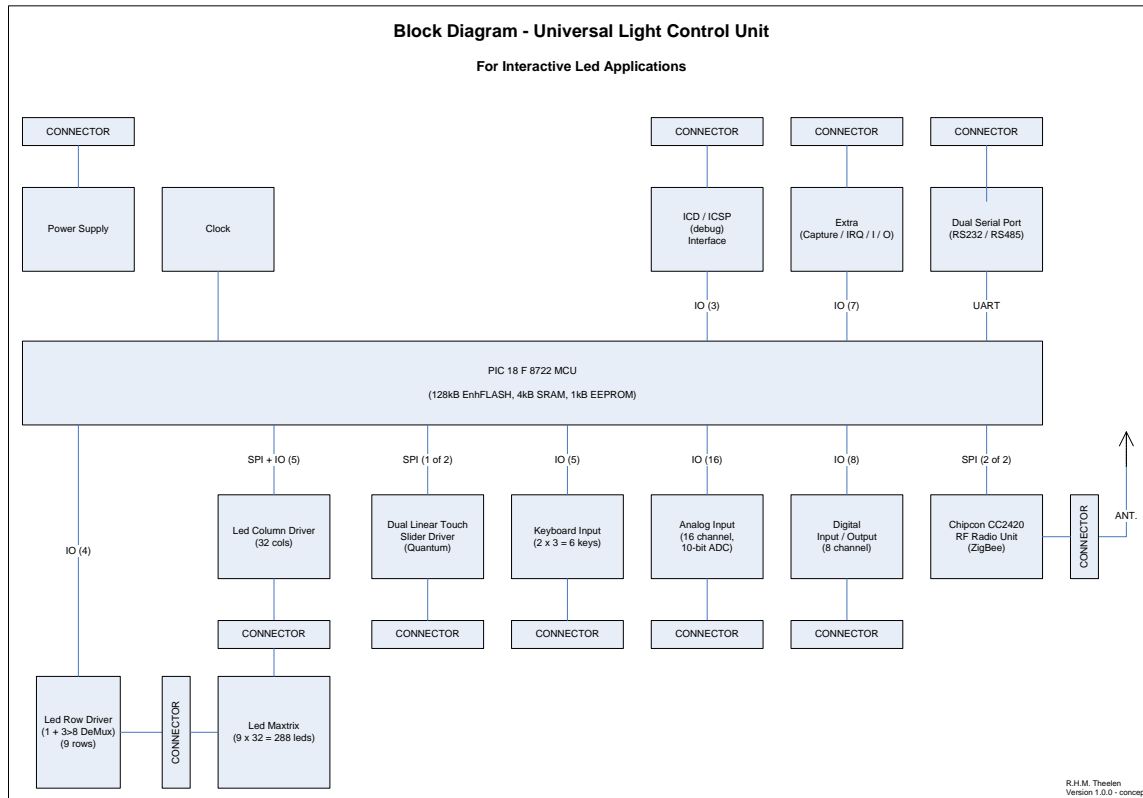 Block Diagram - Universal Light Control Unit
For Interactive Led Applications
CONNECTOR
CONNECTOR
CONNECTOR
CONNECTOR
Power Supply
Clock
ICD / ICSP
(debug)
Interface
Extra
(Capture / IRQ / I / O)
Dual Serial Port
(RS232 / RS485)
IO (3)
IO (7)
UART
PIC 18 F 8722 MCU
(128kB EnhFLASH, 4kB SRAM, 1kB EEPROM)
SPI + IO (5)
SPI (1 of 2)
IO (5)
IO (16)
IO (8)
SPI (2 of 2)
IO (4)
Led Column Driver
(32 cols)
Dual Linear Touch
Slider Driver
(Quantum)
Keyboard Input
(2 x 3 = 6 keys)
Analog Input
(16 channel,
10-bit ADC)
Digital
Input / Output
(8 channel)
Chipcon CC2420
RF Radio Unit
(ZigBee)
CONNECTOR
ANT.
CONNECTOR
CONNECTOR
CONNECTOR
CONNECTOR
CONNECTOR
Led Row Driver
(1 + 3>8 DeMux)
(9 rows)
CONNECTOR
Led Maxtrix
(9 x 32 = 288 leds)
R.H.M. Theelen
Version 1.0.0 - concep